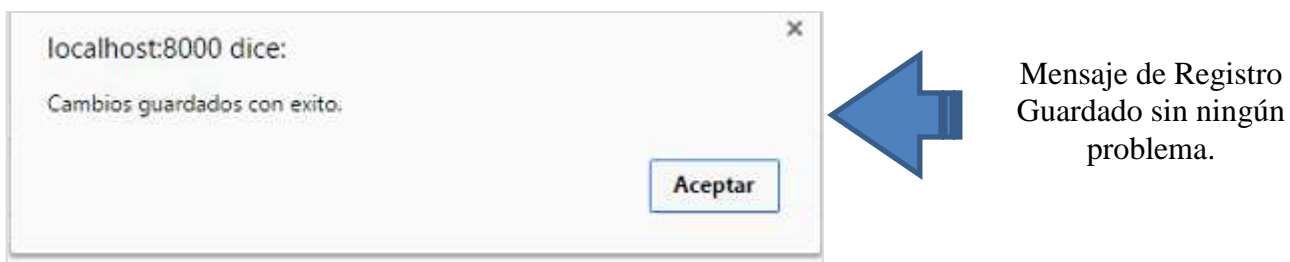 localhost:8000 dice:
Cambios guardados con exito.
Aceptar
Mensaje de Registro
Guardado sin ningún
problema.